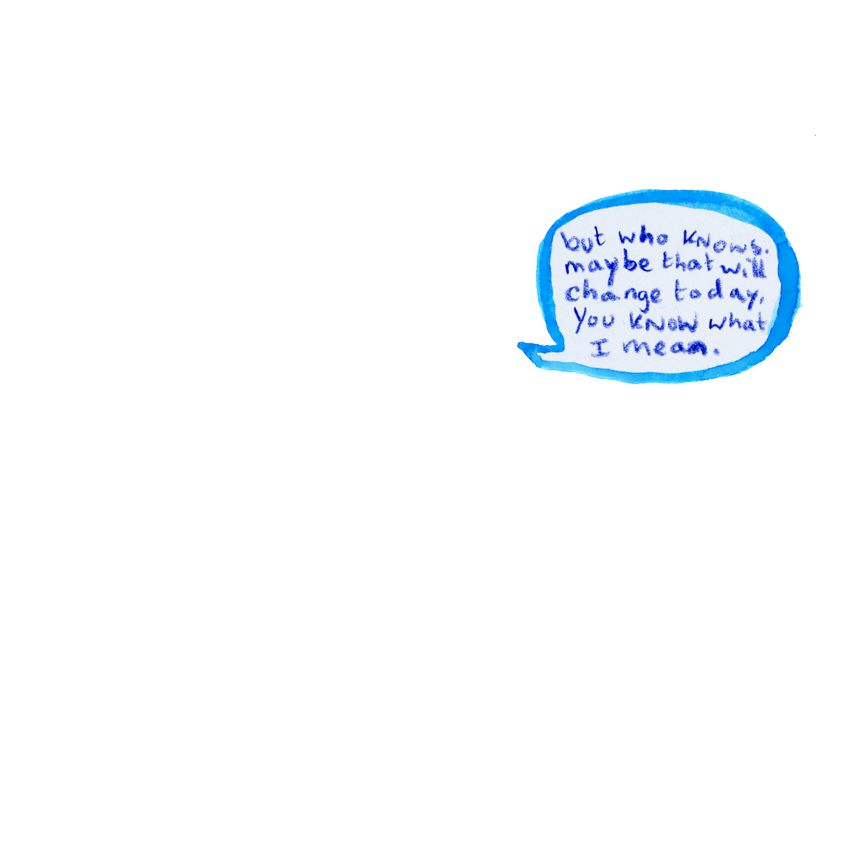 but who knows.
maybe that will
change today,
You know what
I mean.